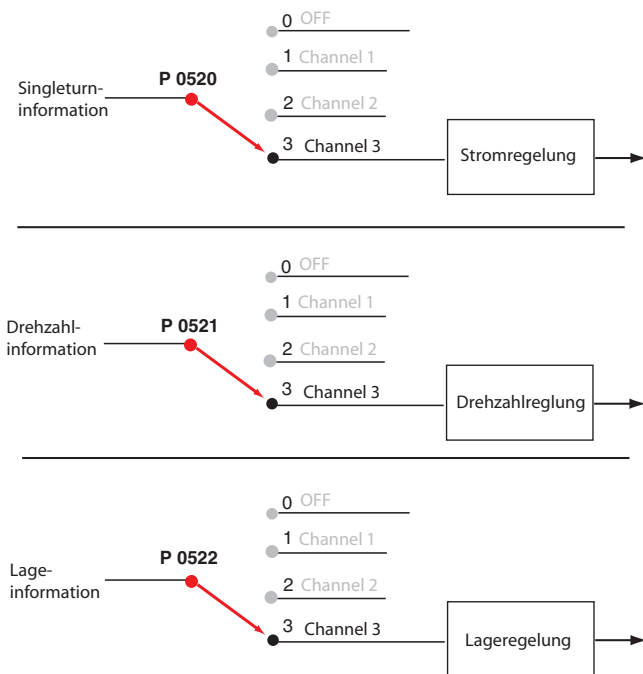 0 OFF
1 Channel 1
P 0520
Singleturn-
information
2 Channel 2
3 Channel 3
Stromregelung
0 OFF
1 Channel 1
P 0521
Drehzahl-
information
2 Channel 2
3 Channel 3
Drehzahlreglung
0 OFF
1 Channel 1
P 0522
Lage-
information
2 Channel 2
3 Channel 3
Lageregelung